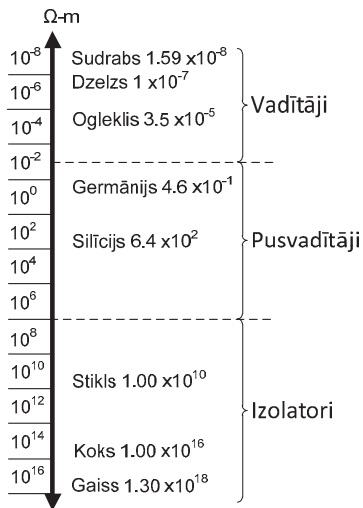 Ω-m
10⁻⁸ Sudrabs 1.59 x10⁻⁸
Dzelzs 1 x10⁻⁷
10⁻⁶
Vadītāji
10⁻⁴ Ogleklis 3.5 x10⁻⁵
10⁻²
10⁰ Germānijs 4.6 x10⁻¹
10² Silīcijs 6.4 x10²
Pusvadītāji
10⁴
10⁶
10⁸
10¹⁰ Stikls 1.00 x10¹⁰
10¹²
Izolatori
10¹⁴ Koks 1.00 x10¹⁶
10¹⁶ Gaiss 1.30 x10¹⁸